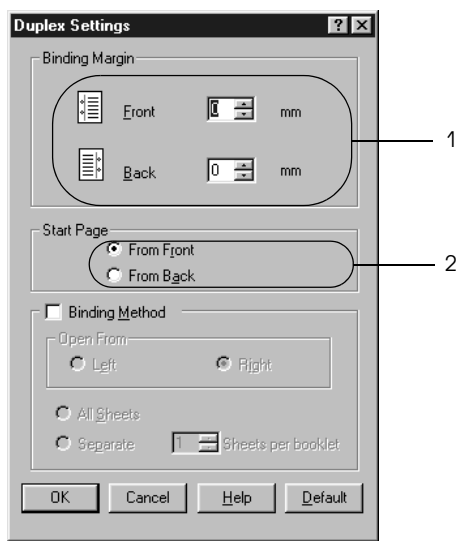 Duplex Settings
Binding Margin
Front 0 mm
1
Back 0 mm
Start Page
From Front
2
From Back
Binding Method
Open From
Left Right
All Sheets
Separate 1 Sheets per booklet
OK Cancel Help Default